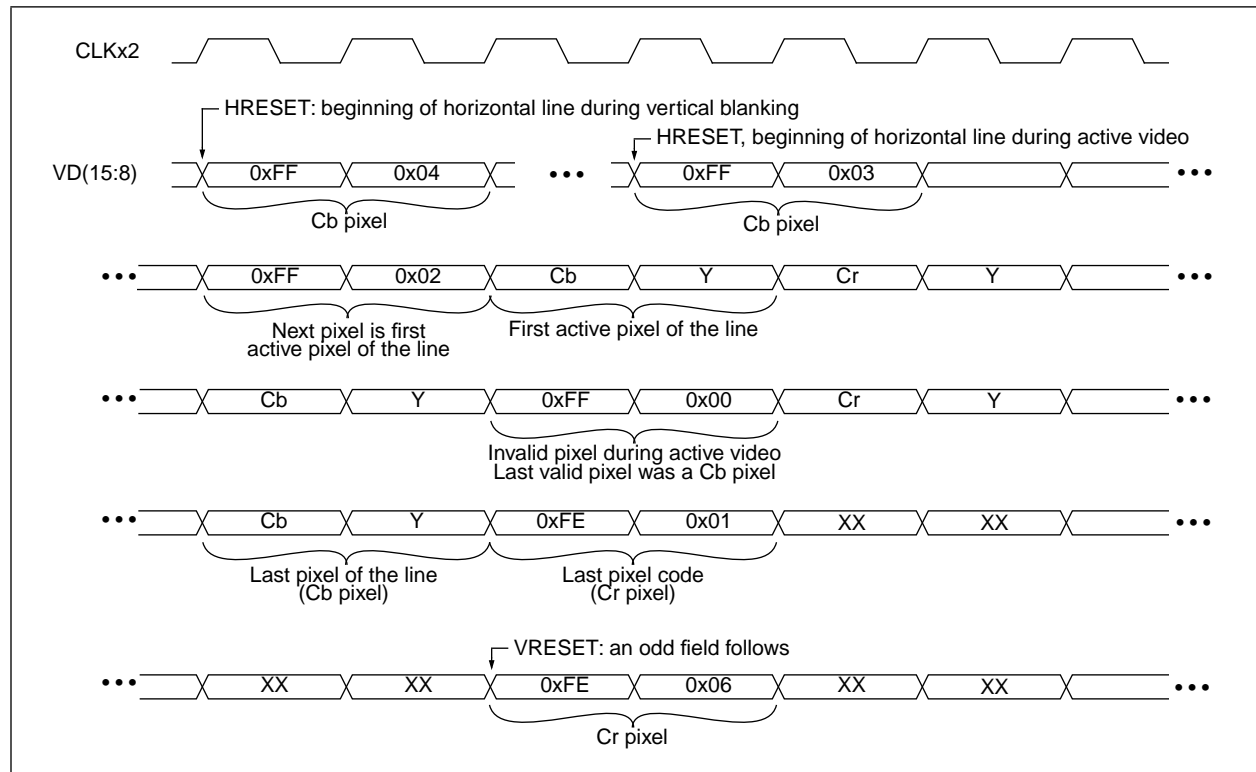 CLKx2
HRESET: beginning of horizontal line during vertical blanking
HRESET, beginning of horizontal line during active video
VD(15:8) 0xFF 0x04 ••• 0xFF 0x03 •••
Cb pixel Cb pixel
••• 0xFF 0x02 Cb Y Cr Y •••
Next pixel is first
active pixel of the line
First active pixel of the line
••• Cb Y 0xFF 0x00 Cr Y •••
Invalid pixel during active video
Last valid pixel was a Cb pixel
••• Cb Y 0xFE 0x01 XX XX •••
Last pixel of the line
(Cb pixel)
Last pixel code
(Cr pixel)
VRESET: an odd field follows
••• XX XX 0xFE 0x06 XX XX •••
Cr pixel